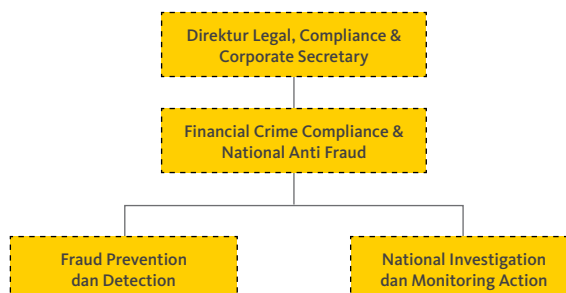 Direktur Legal, Compliance &
Corporate Secretary
Financial Crime Compliance &
National Anti Fraud
Fraud Prevention
dan Detection
National Investigation
dan Monitoring Action